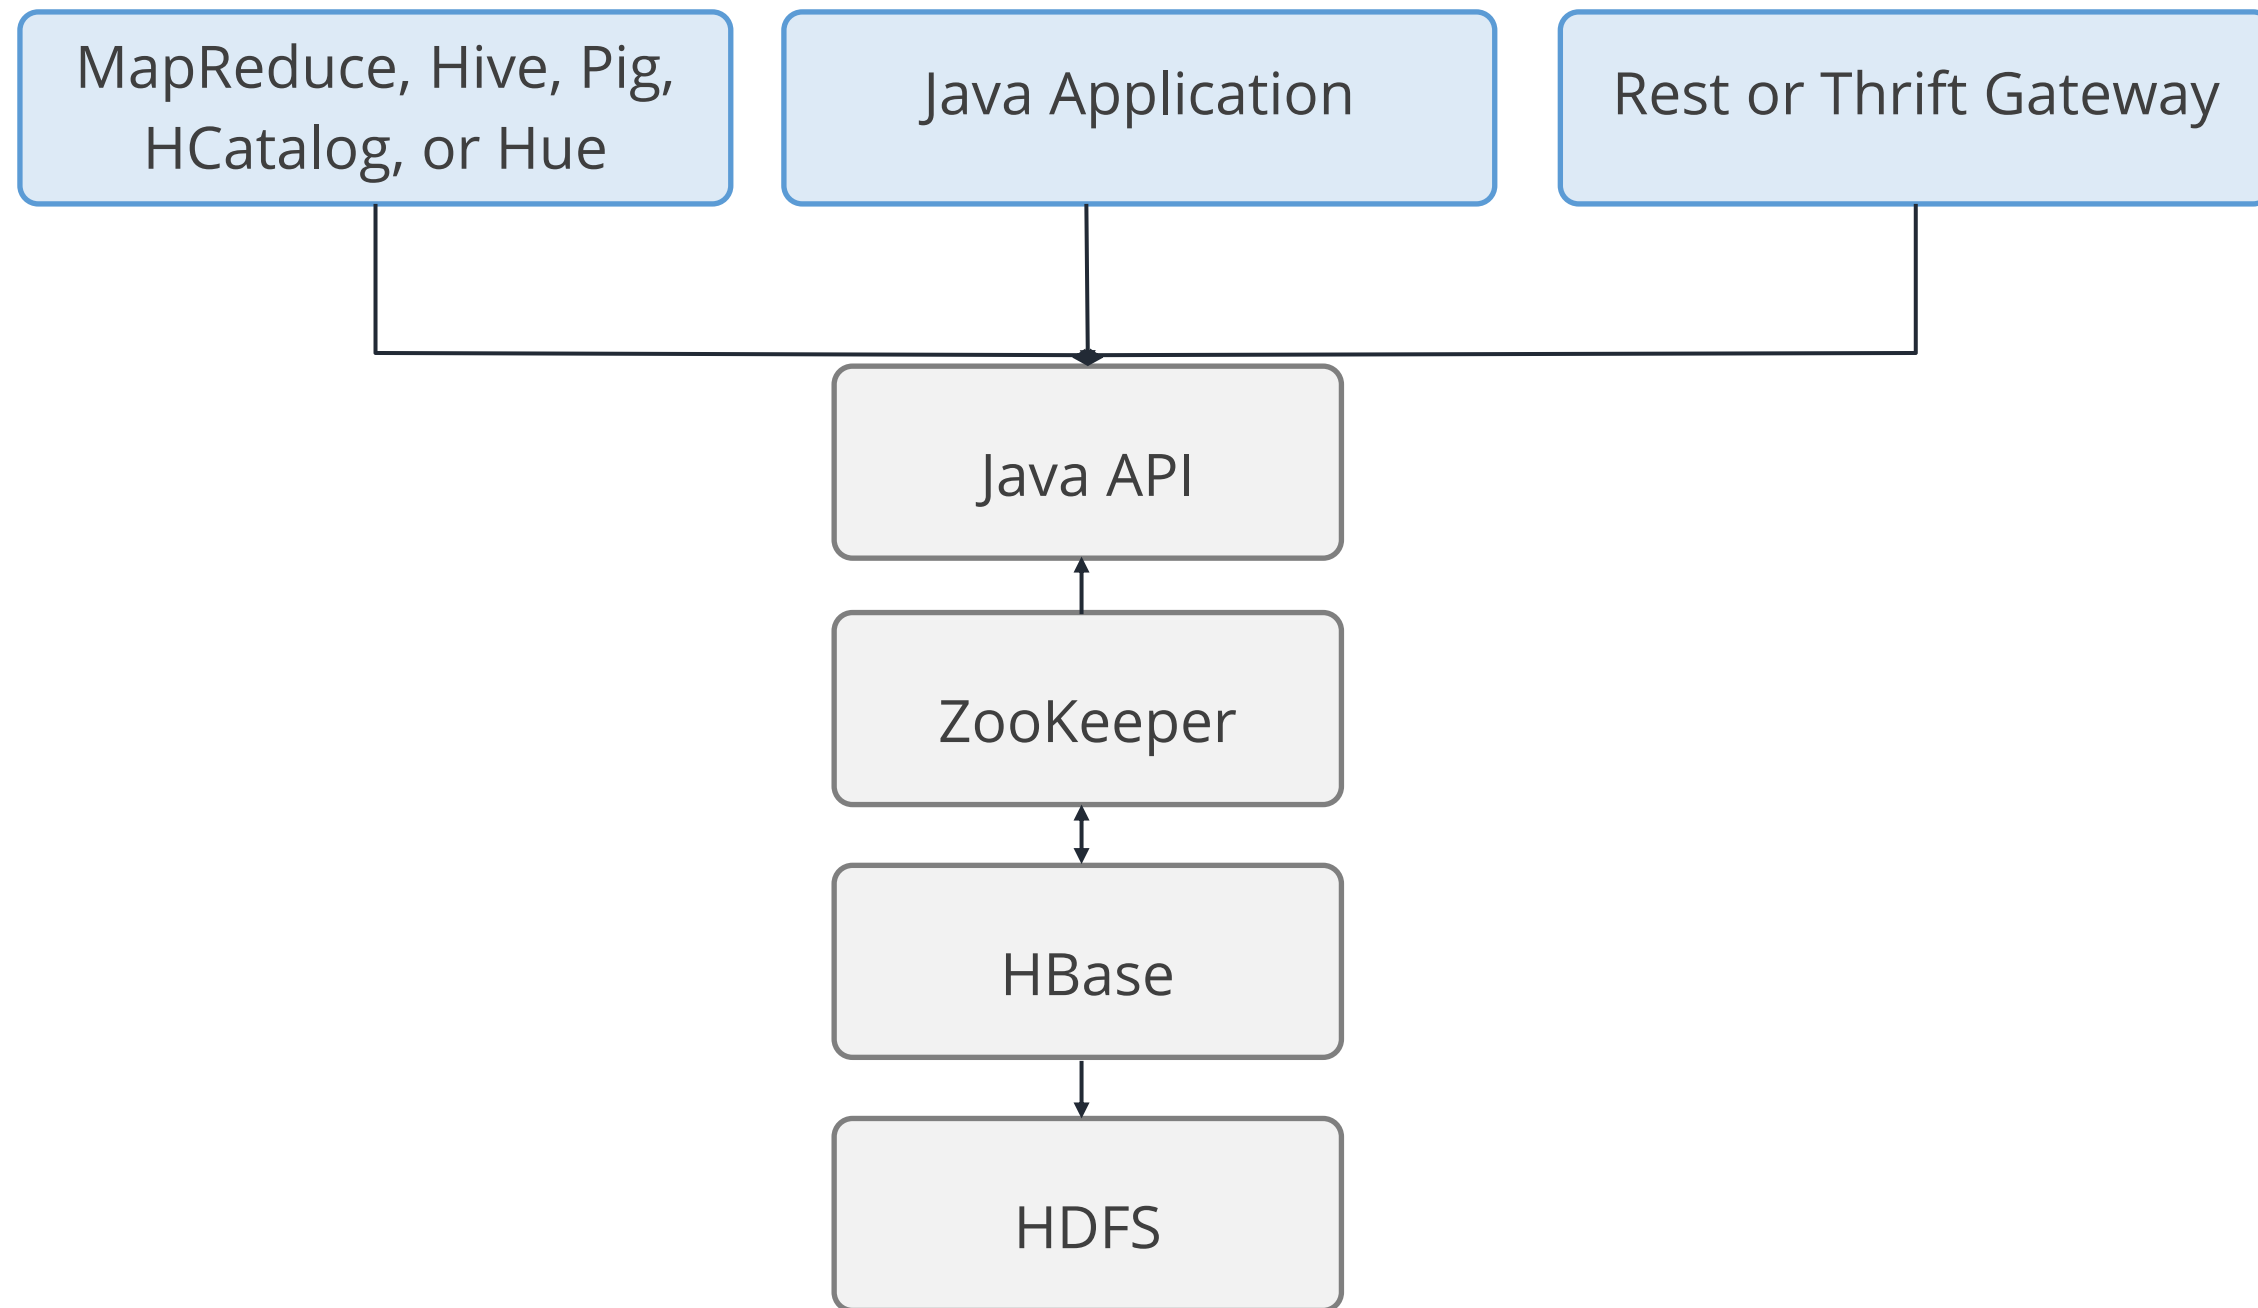 MapReduce, Hive, Pig,
HCatalog, or Hue
Java Application
Rest or Thrift Gateway
Java API
ZooKeeper
HBase
HDFS